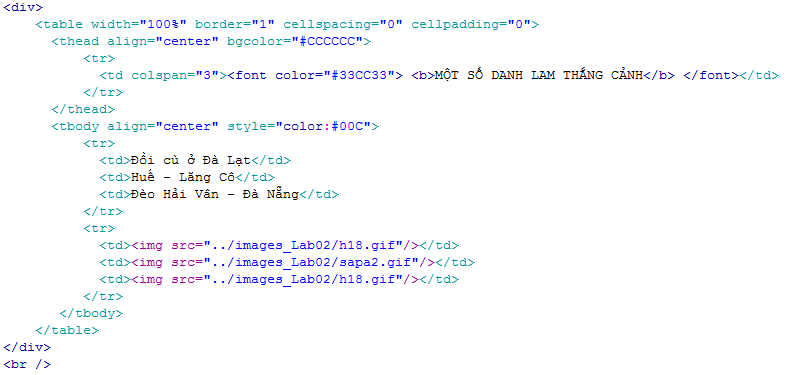 <div>
<table width="100%" border="1" cellspacing="0" cellpadding="0">
<thead align="center" bgcolor="#CCCCCC">
<tr>
<td colspan="3"><font color="#33CC33"> <b>MỘT SỐ DANH LAM THẮNG CẢNH</b> </font></td>
</tr>
</thead>
<tbody align="center" style="color:#00C">
<tr>
<td>Đồi cù ở Đà Lạt</td>
<td>Huế - Lăng Cô</td>
<td>Đèo Hải Vân - Đà Nẵng</td>
</tr>
<tr>
<td><img src="../images_Lab02/h18.gif"/></td>
<td><img src="../images_Lab02/sapa2.gif"/></td>
<td><img src="../images_Lab02/h18.gif"/></td>
</tr>
</tbody>
</table>
</div>
<br />